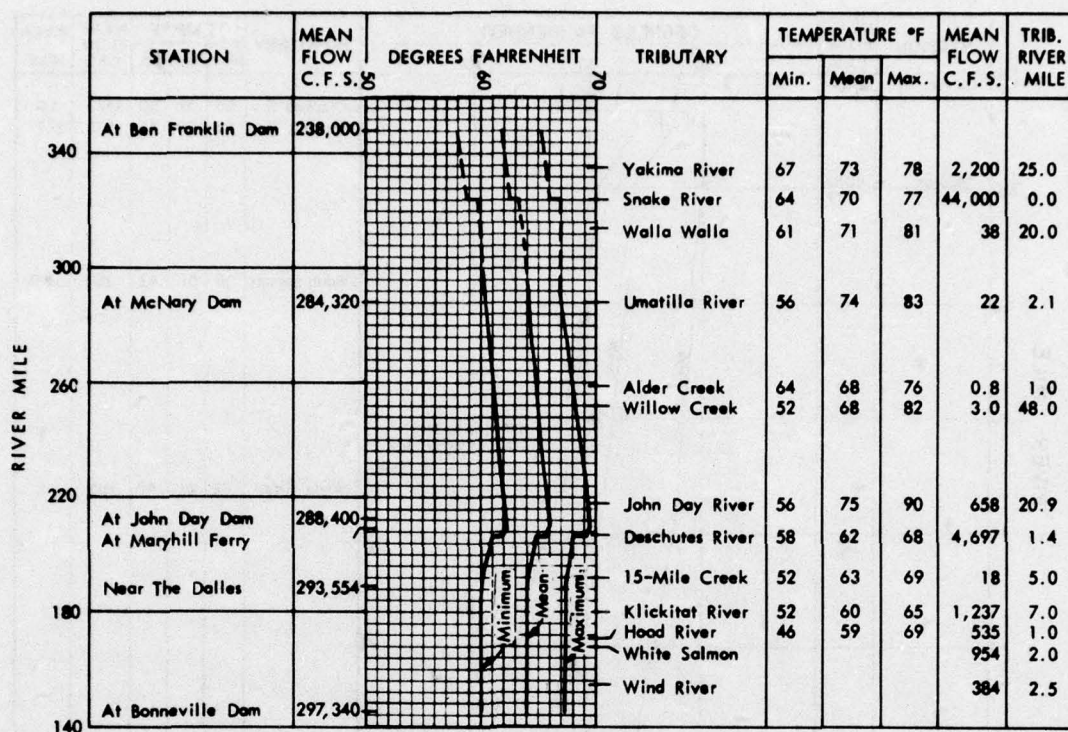 STATION
MEAN FLOW C.F.S.
DEGREES FAHRENHEIT
50 60 70
TRIBUTARY
TEMPERATURE °F
Min. Mean Max.
MEAN FLOW C.F.S.
TRIB. RIVER MILE
RIVER MILE
340
300
260
220
180
140
At Ben Franklin Dam 238,000
At McNary Dam 284,320
At John Day Dam 288,400
At Maryhill Ferry
Near The Dalles 293,554
At Bonneville Dam 297,340
Minimum
Mean
Maximum
Yakima River 67 73 78 2,200 25.0
Snake River 64 70 77 44,000 0.0
Walla Walla 61 71 81 38 20.0
Umatilla River 56 74 83 22 2.1
Alder Creek 64 68 76 0.8 1.0
Willow Creek 52 68 82 3.0 48.0
John Day River 56 75 90 658 20.9
Deschutes River 58 62 68 4,697 1.4
15-Mile Creek 52 63 69 18 5.0
Klickitat River 52 60 65 1,237 7.0
Hood River 46 59 69 535 1.0
White Salmon 954 2.0
Wind River 384 2.5